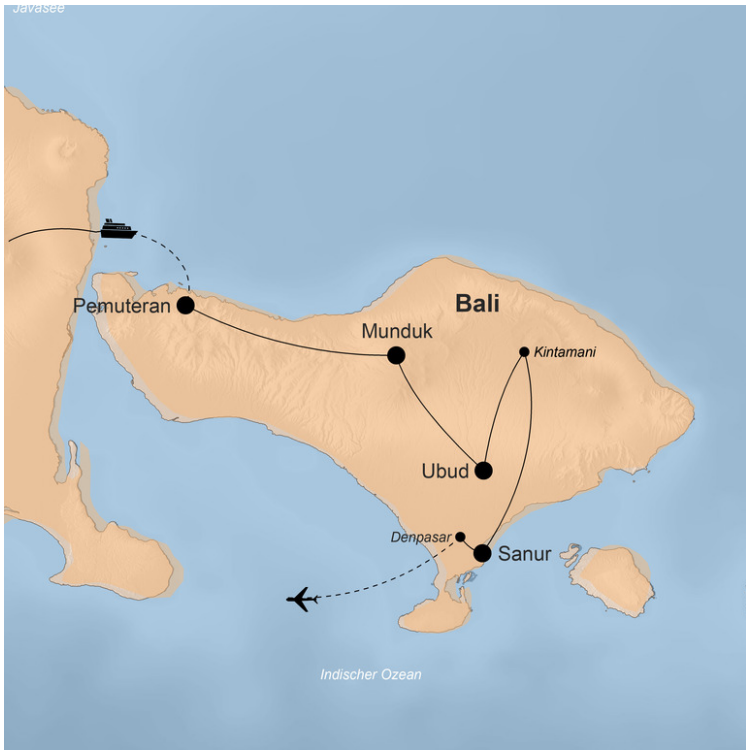 Javasee
Bali
Pemuteran
Munduk
Kintamani
Ubud
Denpasar
Sanur
Indischer Ozean